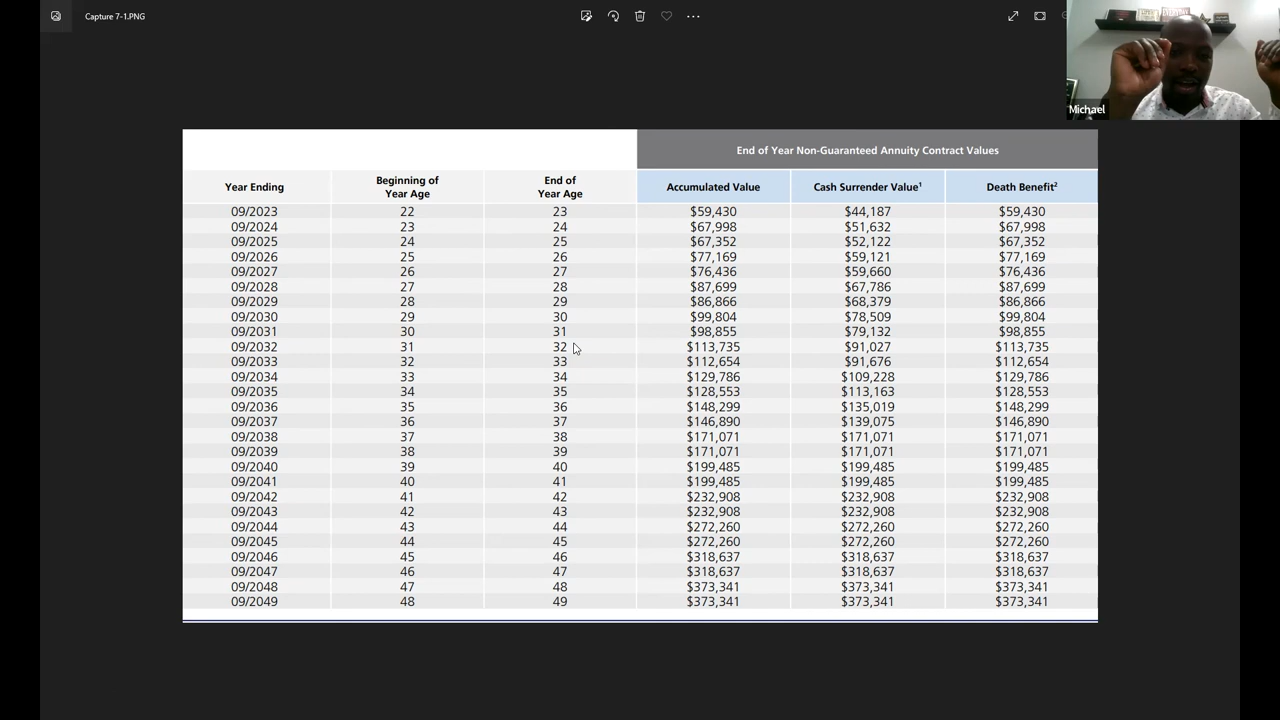 Capture 7-1.PNG
Michael
End of Year Non-Guaranteed Annuity Contract Values
Year Ending Beginning of Year Age End of Year Age Accumulated Value Cash Surrender Value¹ Death Benefit²
09/2023 22 23 $59,430 $44,187 $59,430
09/2024 23 24 $67,998 $51,632 $67,998
09/2025 24 25 $67,352 $52,122 $67,352
09/2026 25 26 $77,169 $59,121 $77,169
09/2027 26 27 $76,436 $59,660 $76,436
09/2028 27 28 $87,699 $67,786 $87,699
09/2029 28 29 $86,866 $68,379 $86,866
09/2030 29 30 $99,804 $78,509 $99,804
09/2031 30 31 $98,855 $79,132 $98,855
09/2032 31 32 $113,735 $91,027 $113,735
09/2033 32 33 $112,654 $91,676 $112,654
09/2034 33 34 $129,786 $109,228 $129,786
09/2035 34 35 $128,553 $113,163 $128,553
09/2036 35 36 $148,299 $135,019 $148,299
09/2037 36 37 $146,890 $139,075 $146,890
09/2038 37 38 $171,071 $171,071 $171,071
09/2039 38 39 $171,071 $171,071 $171,071
09/2040 39 40 $199,485 $199,485 $199,485
09/2041 40 41 $199,485 $199,485 $199,485
09/2042 41 42 $232,908 $232,908 $232,908
09/2043 42 43 $232,908 $232,908 $232,908
09/2044 43 44 $272,260 $272,260 $272,260
09/2045 44 45 $272,260 $272,260 $272,260
09/2046 45 46 $318,637 $318,637 $318,637
09/2047 46 47 $318,637 $318,637 $318,637
09/2048 47 48 $373,341 $373,341 $373,341
09/2049 48 49 $373,341 $373,341 $373,341